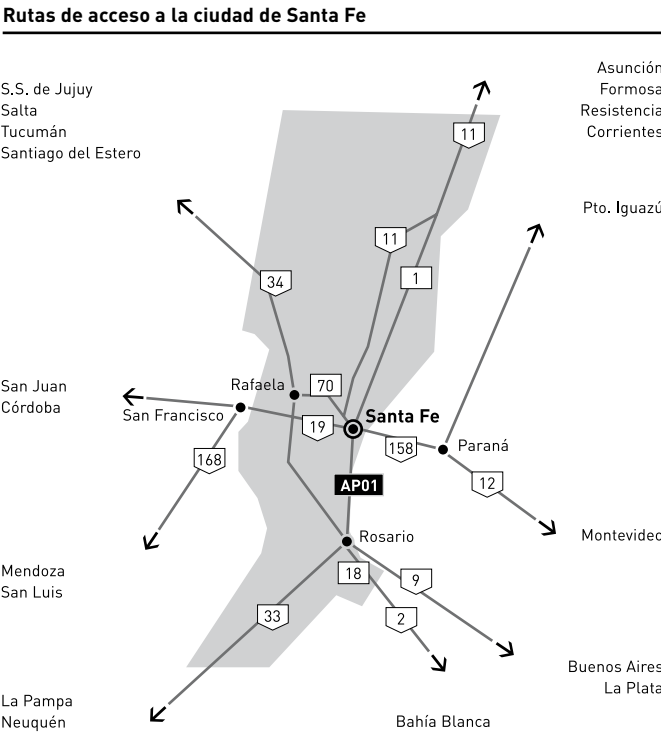 Rutas de acceso a la ciudad de Santa Fe
Asunción
Formosa
Resistencia
Corrientes
S.S. de Jujuy
Salta
Tucumán
Santiago del Estero
11
Pto. Iguazú
11
1
34
San Juan
Córdoba
Rafaela
70
San Francisco
Santa Fe
19
158
Paraná
168
AP01
12
Rosario
Montevideo
Mendoza
San Luis
18
9
33
2
Buenos Aires
La Plata
La Pampa
Neuquén
Bahía Blanca